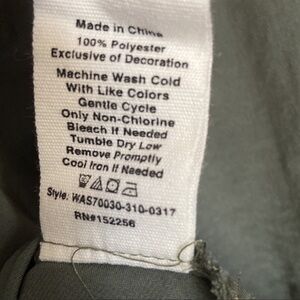 Made in China
100% Polyester
Exclusive of Decoration
Machine Wash Cold
With Like Colors
Gentle Cycle
Only Non-Chlorine
Bleach If Needed
Tumble Dry Low
Remove Promptly
Cool Iron If Needed
Style: WAS70030-310-0317
RN#152256